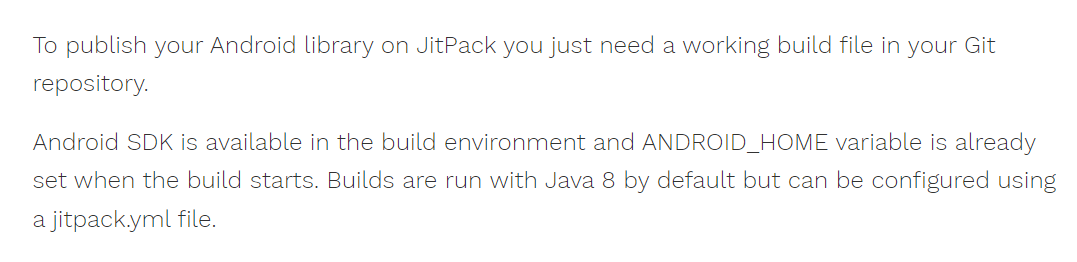 To publish your Android library on JitPack you just need a working build file in your Git
repository.
Android SDK is available in the build environment and ANDROID_HOME variable is already
set when the build starts. Builds are run with Java 8 by default but can be configured using
a jitpack.yml file.